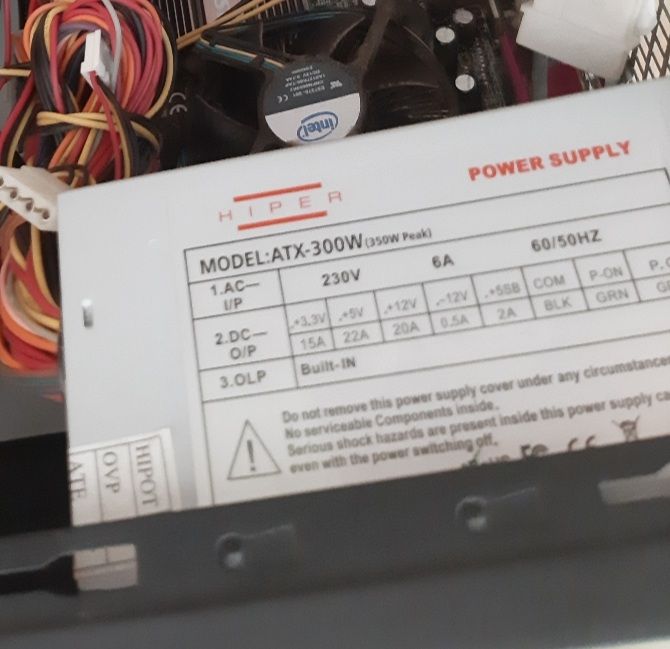 intel
POWER SUPPLY
HIPER
MODEL:ATX-300W (350W Peak)
1.AC— I/P 230V 6A 60/50HZ
2.DC— O/P
.+3.3V .+5V .+12V .-12V .+5SB COM P-ON
15A 22A 20A 0.5A 2A BLK GRN
3.OLP Built-IN
Do not remove this power supply cover under any circumstance
No serviceable Components inside.
Serious shock hazards are present inside this power supply ca
even with the power switching off.
HIPOT
OVP
ATE